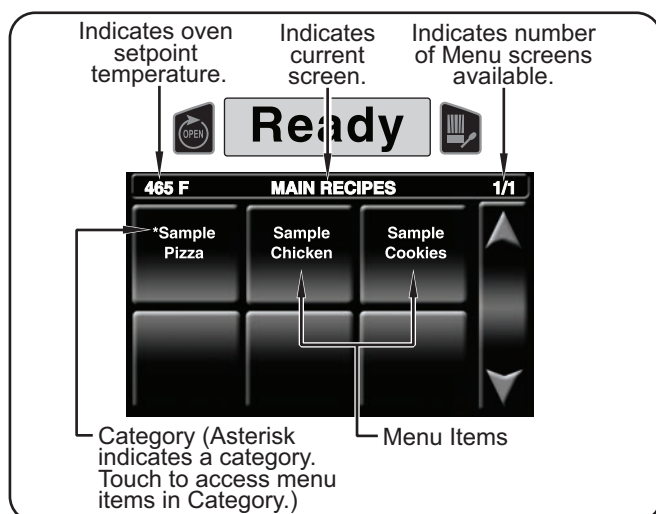 Indicates oven
setpoint
temperature.
Indicates
current
screen.
Indicates number
of Menu screens
available.
OPEN
Ready
465 F
MAIN RECIPES
1/1
*Sample
Pizza
Sample
Chicken
Sample
Cookies
Category (Asterisk
indicates a category.
Touch to access menu
items in Category.)
Menu Items